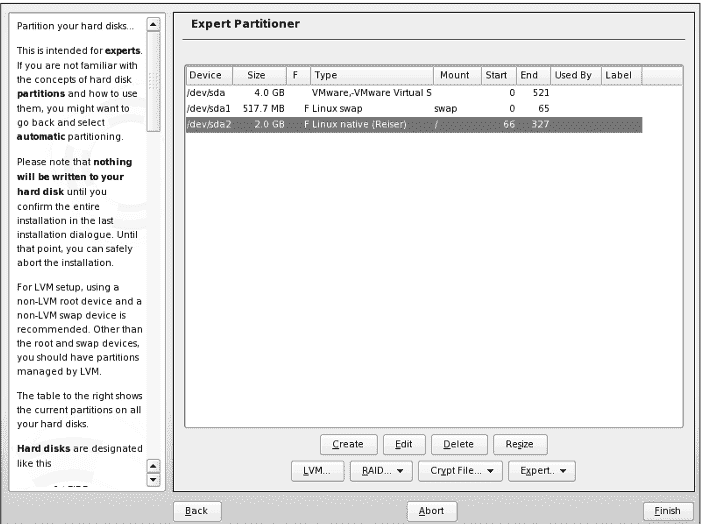 Partition your hard disks...
This is intended for experts.
If you are not familiar with
the concepts of hard disk
partitions and how to use
them, you might want to
go back and select
automatic partitioning.
Please note that nothing
will be written to your
hard disk until you
confirm the entire
installation in the last
installation dialogue. Until
that point, you can safely
abort the installation.
For LVM setup, using a
non-LVM root device and a
non-LVM swap device is
recommended. Other than
the root and swap devices,
you should have partitions
managed by LVM.
The table to the right shows
the current partitions on all
your hard disks.
Hard disks are designated
like this
Expert Partitioner
Device Size F Type Mount Start End Used By Label
/dev/sda 4.0 GB VMware,-VMware Virtual S 0 521
/dev/sda1 517.7 MB F Linux swap swap 0 65
/dev/sda2 2.0 GB F Linux native (Reiser) / 66 327
Create Edit Delete Resize
LVM... RAID... Crypt File... Expert..
Back Abort Finish